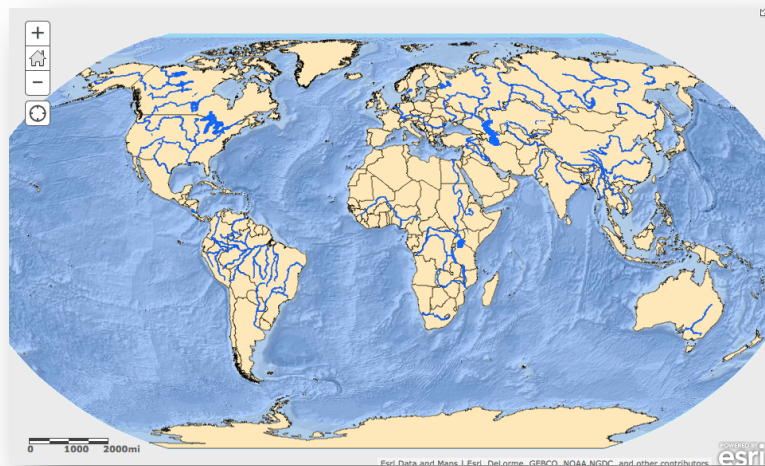 0 1000 2000mi
Esri Data and Maps | Esri, DeLorme, GEBCO, NOAA NGDC, and other contributors
POWERED BY
esri